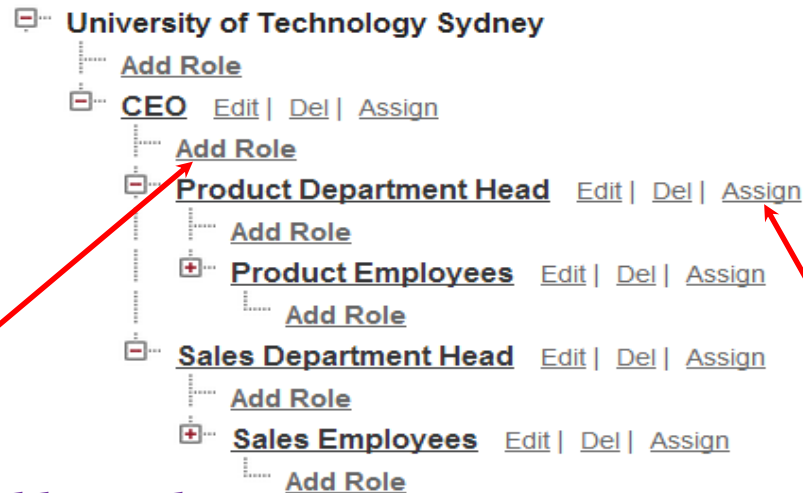 University of Technology Sydney
Add Role
CEO Edit | Del | Assign
Add Role
Product Department Head Edit | Del | Assign
Add Role
Product Employees Edit | Del | Assign
Add Role
Sales Department Head Edit | Del | Assign
Add Role
Sales Employees Edit | Del | Assign
Add Role